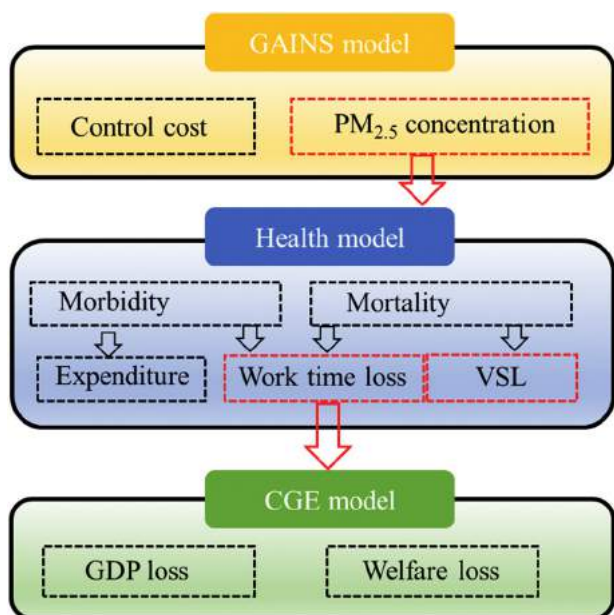 GAINS model
Control cost
PM₂.₅ concentration
Health model
Morbidity
Mortality
Expenditure
Work time loss
VSL
CGE model
GDP loss
Welfare loss